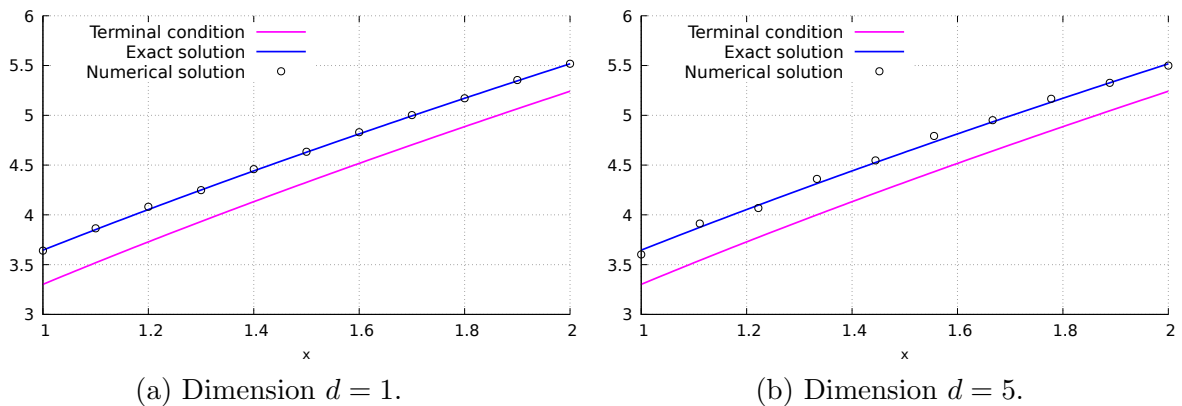 6
5.5
5
4.5
4
3.5
3
1
1.2
1.4
1.6
1.8
2
x
Terminal condition
Exact solution
Numerical solution
(a) Dimension d = 1.
6
5.5
5
4.5
4
3.5
3
1
1.2
1.4
1.6
1.8
2
x
Terminal condition
Exact solution
Numerical solution
(b) Dimension d = 5.